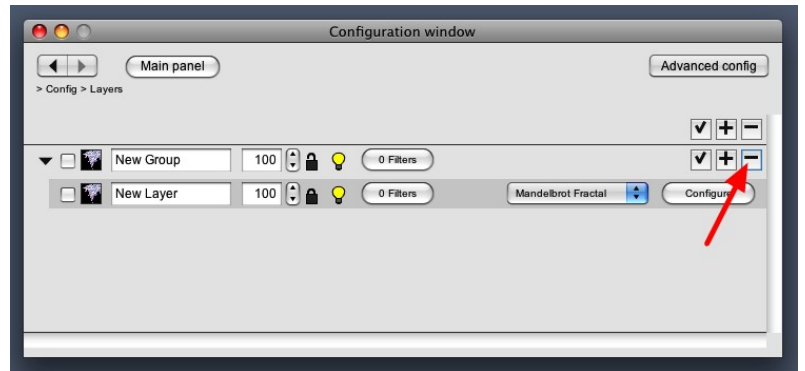 Configuration window
Main panel
Advanced config
> Config > Layers
New Group 100 0 Filters
New Layer 100 0 Filters Mandelbrot Fractal Configure